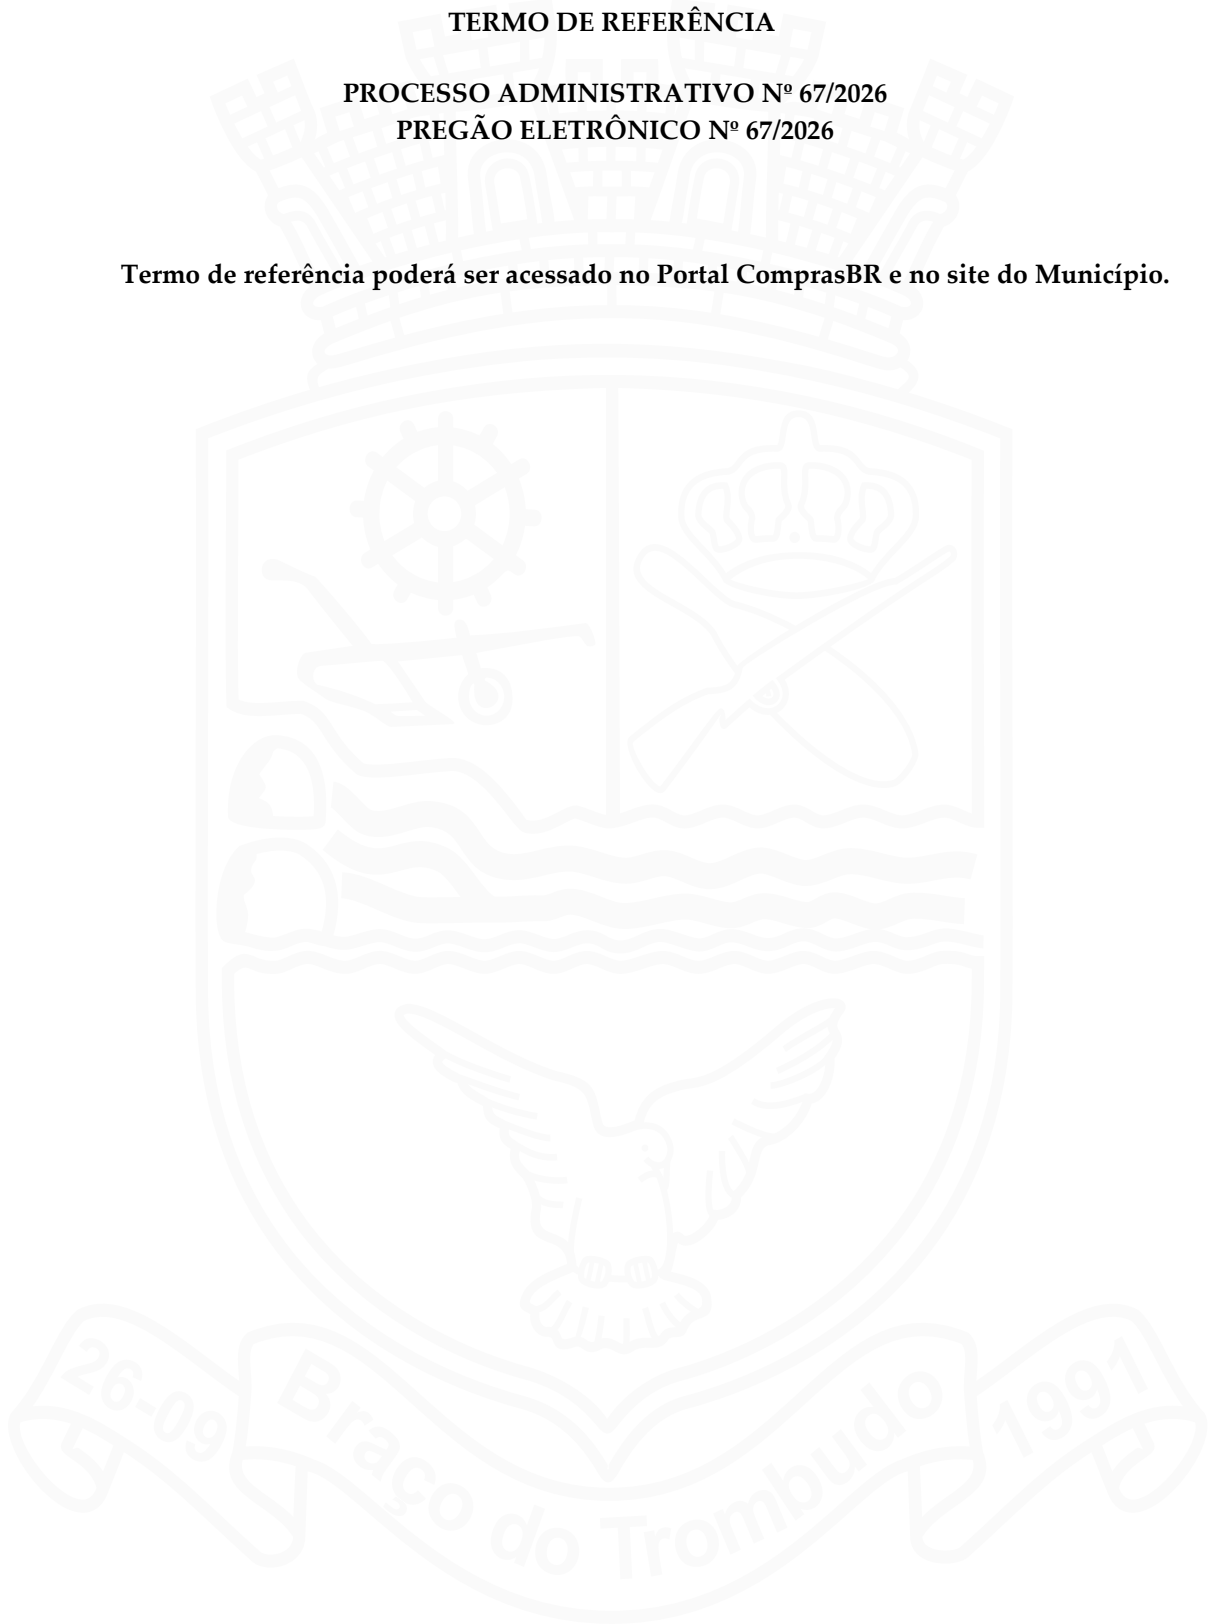 TERMO DE REFERÊNCIA
PROCESSO ADMINISTRATIVO Nº 67/2026
PREGÃO ELETRÔNICO Nº 67/2026
Termo de referência poderá ser acessado no Portal ComprasBR e no site do Município.
26-09 Braço do Trombudo 1991